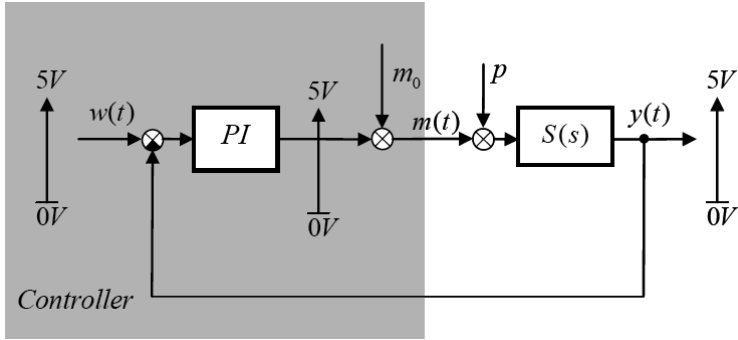 5V
w(t)
0V
PI
5V
0V
m0
m(t)
p
S(s)
y(t)
5V
0V
Controller